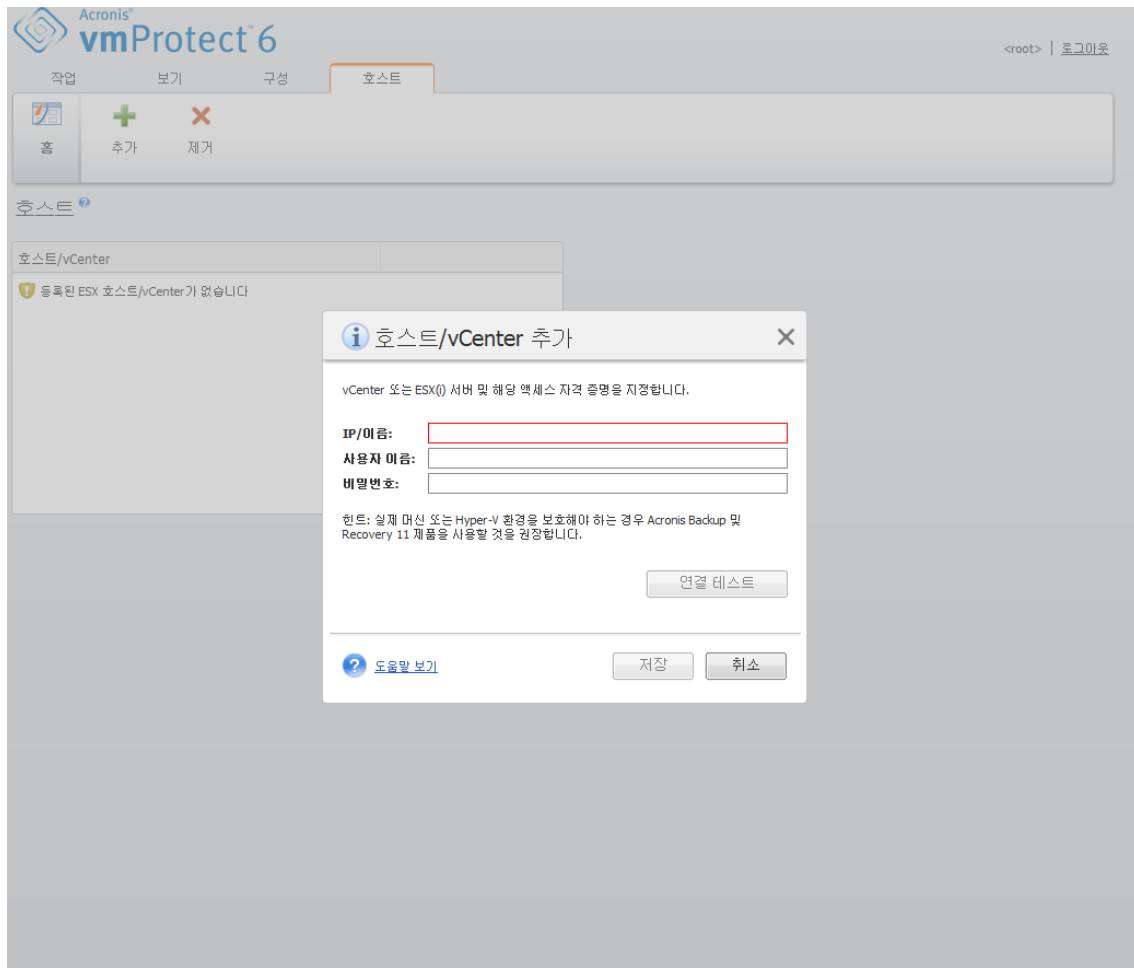 Acronis®
vmProtect™6
<root> | 로그아웃
작업 보기 구성 호스트
홈 추가 제거
호스트
호스트/vCenter
등록된 ESX 호스트/vCenter가 없습니다
호스트/vCenter 추가
vCenter 또는 ESX(i) 서버 및 해당 액세스 자격 증명을 지정합니다.
IP/이름:
사용자 이름:
비밀번호:
힌트: 실제 머신 또는 Hyper-V 환경을 보호해야 하는 경우 Acronis Backup 및
Recovery 11 제품을 사용할 것을 권장합니다.
연결 테스트
도움말 보기
저장 취소